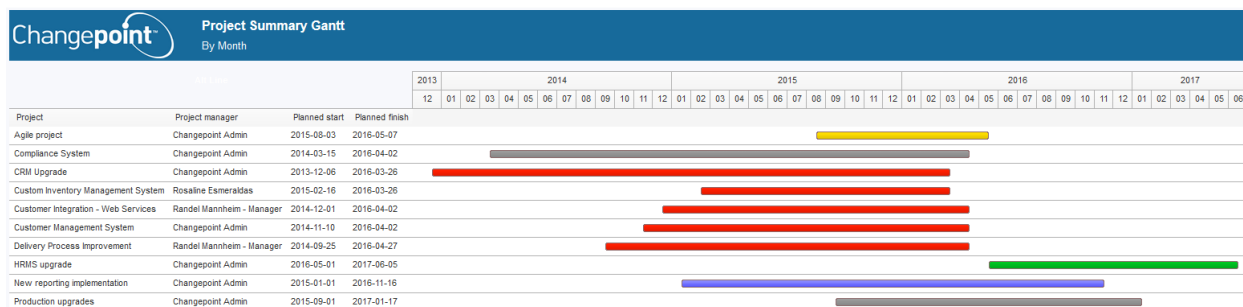 Changepoint
Project Summary Gantt
By Month
2013 2014 2015 2016 2017
12 01 02 03 04 05 06 07 08 09 10 11 12 01 02 03 04 05 06 07 08 09 10 11 12 01 02 03 04 05 06 07 08 09 10 11 12 01 02 03 04 05 06
Project Project manager Planned start Planned finish
Agile project Changepoint Admin 2015-08-03 2016-05-07
Compliance System Changepoint Admin 2014-03-15 2016-04-02
CRM Upgrade Changepoint Admin 2013-12-06 2016-03-26
Custom Inventory Management System Rosaline Esmeraldas 2015-02-16 2016-03-26
Customer Integration - Web Services Randel Mannheim - Manager 2014-12-01 2016-04-02
Customer Management System Changepoint Admin 2014-11-10 2016-04-02
Delivery Process Improvement Randel Mannheim - Manager 2014-09-25 2016-04-27
HRMS upgrade Changepoint Admin 2016-05-01 2017-06-05
New reporting implementation Changepoint Admin 2015-01-01 2016-11-16
Production upgrades Changepoint Admin 2015-09-01 2017-01-17